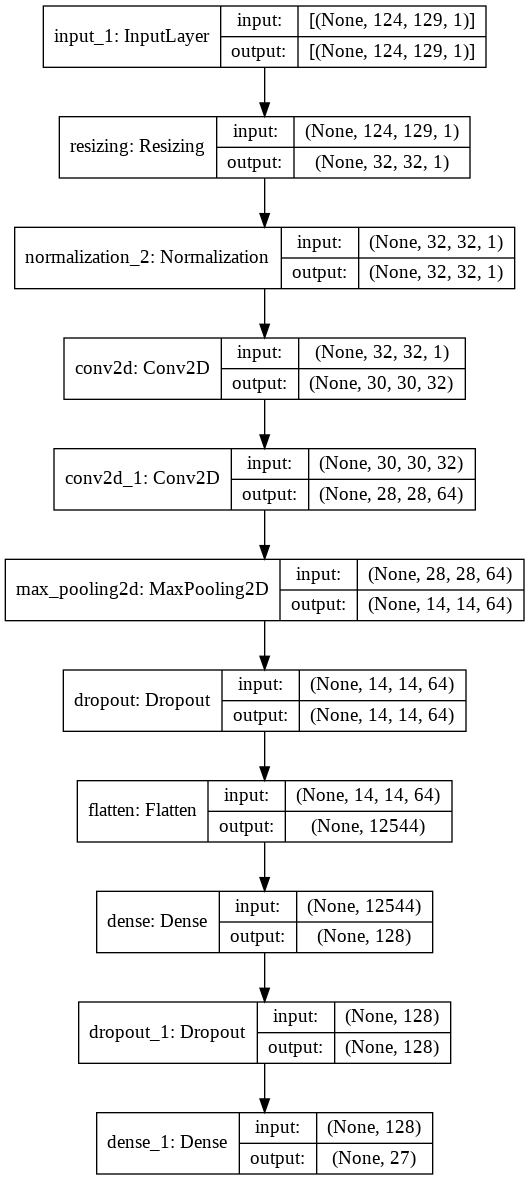 input_1: InputLayer
input: [(None, 124, 129, 1)]
output: [(None, 124, 129, 1)]
resizing: Resizing
input: (None, 124, 129, 1)
output: (None, 32, 32, 1)
normalization_2: Normalization
input: (None, 32, 32, 1)
output: (None, 32, 32, 1)
conv2d: Conv2D
input: (None, 32, 32, 1)
output: (None, 30, 30, 32)
conv2d_1: Conv2D
input: (None, 30, 30, 32)
output: (None, 28, 28, 64)
max_pooling2d: MaxPooling2D
input: (None, 28, 28, 64)
output: (None, 14, 14, 64)
dropout: Dropout
input: (None, 14, 14, 64)
output: (None, 14, 14, 64)
flatten: Flatten
input: (None, 14, 14, 64)
output: (None, 12544)
dense: Dense
input: (None, 12544)
output: (None, 128)
dropout_1: Dropout
input: (None, 128)
output: (None, 128)
dense_1: Dense
input: (None, 128)
output: (None, 27)